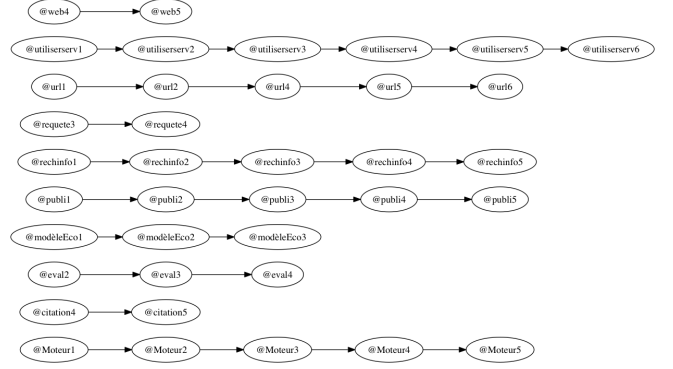 @web4 @web5
@utiliserserv1 @utiliserserv2 @utiliserserv3 @utiliserserv4 @utiliserserv5 @utiliserserv6
@url1 @url2 @url4 @url5 @url6
@requete3 @requete4
@rechinfo1 @rechinfo2 @rechinfo3 @rechinfo4 @rechinfo5
@publi1 @publi2 @publi3 @publi4 @publi5
@modèleEco1 @modèleEco2 @modèleEco3
@eval2 @eval3 @eval4
@citation4 @citation5
@Moteur1 @Moteur2 @Moteur3 @Moteur4 @Moteur5